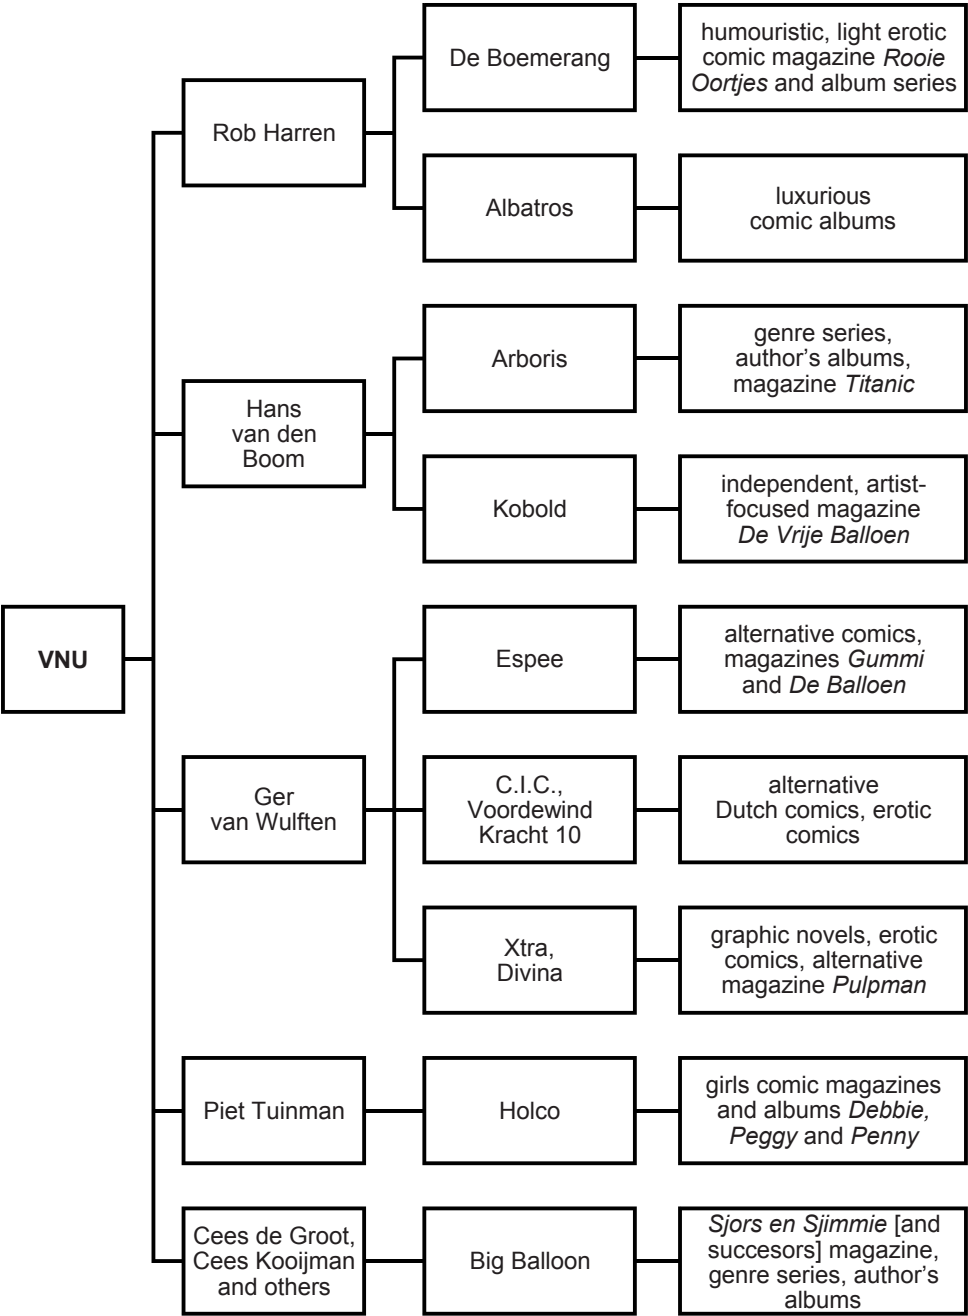 De Boemerang
humouristic, light erotic
comic magazine Rooie
Oortjes and album series
Rob Harren
Albatros
luxurious
comic albums
Arboris
genre series,
author's albums,
magazine Titanic
Hans
van den
Boom
Kobold
independent, artist-
focused magazine
De Vrije Balloen
VNU
Espee
alternative comics,
magazines Gummi
and De Balloen
Ger
van Wulften
C.I.C.,
Voordewind
Kracht 10
alternative
Dutch comics, erotic
comics
Xtra,
Divina
graphic novels, erotic
comics, alternative
magazine Pulpman
Piet Tuinman
Holco
girls comic magazines
and albums Debbie,
Peggy and Penny
Cees de Groot,
Cees Kooijman
and others
Big Balloon
Sjors en Sjimmie [and
succesors] magazine,
genre series, author's
albums